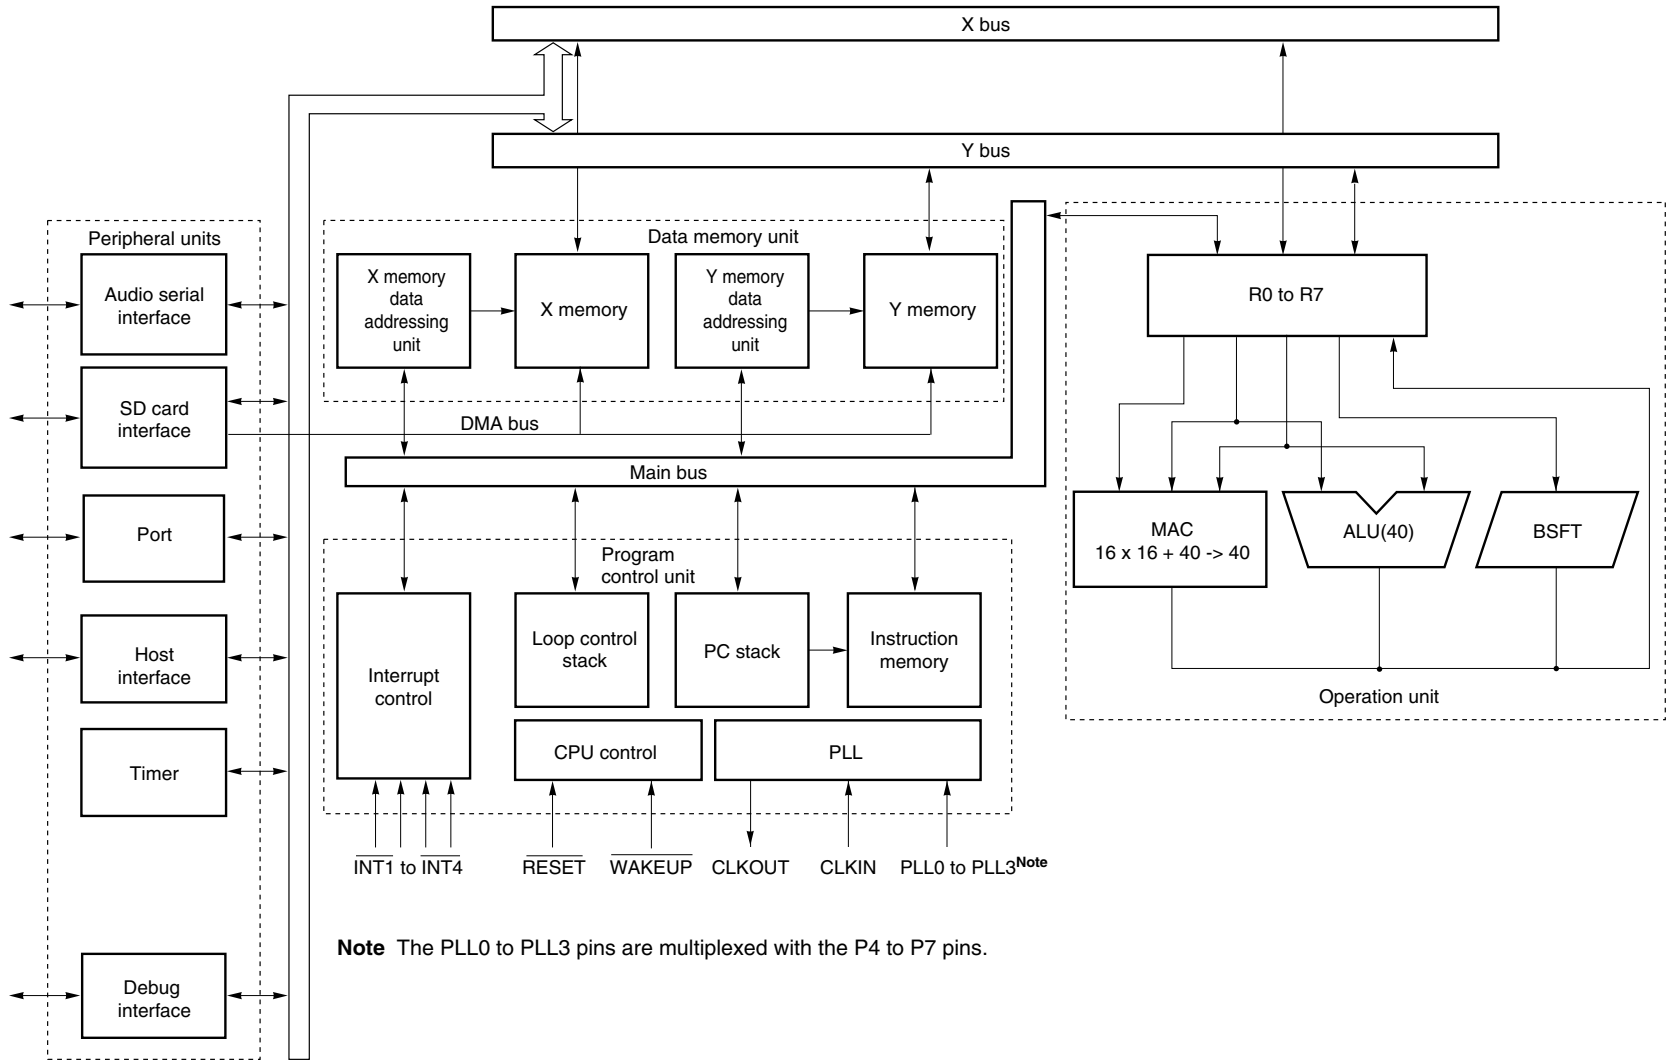 X bus
Y bus
Peripheral units
Audio serial
interface
SD card
interface
Port
Host
interface
Timer
Debug
interface
Data memory unit
X memory
data
addressing
unit
X memory
Y memory
data
addressing
unit
Y memory
DMA bus
Main bus
Program
control unit
Interrupt
control
Loop control
stack
PC stack
Instruction
memory
CPU control
PLL
INT1 to INT4
RESET
WAKEUP
CLKOUT
CLKIN
PLL0 to PLL3Note
R0 to R7
MAC
16 x 16 + 40 -> 40
ALU(40)
BSFT
Operation unit
Note The PLL0 to PLL3 pins are multiplexed with the P4 to P7 pins.